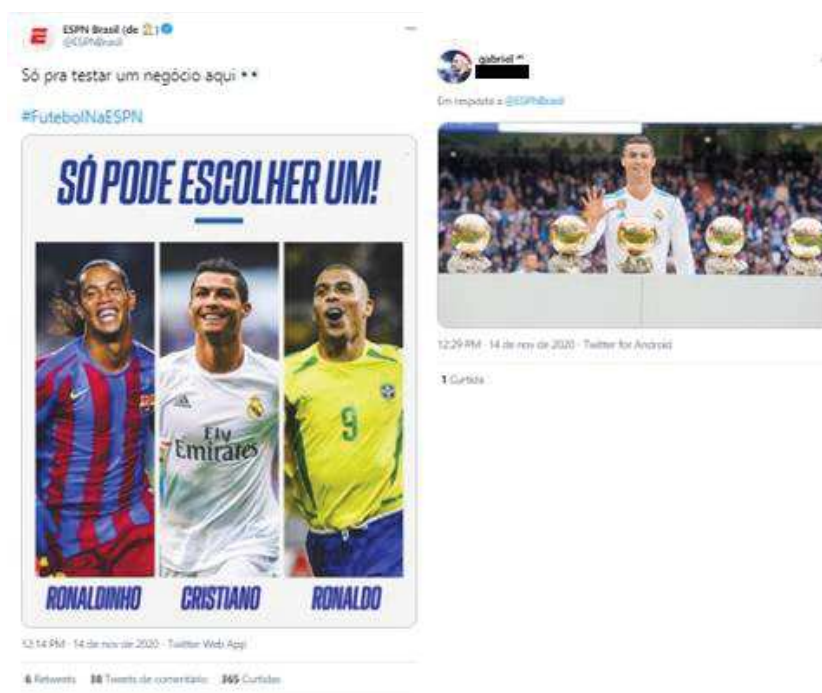 ESPN Brasil (de 🏠)
@ESPNBrasil
Só pra testar um negócio aqui 👀
#FutebolNaESPN
SÓ PODE ESCOLHER UM!
Fly
Emirates
9
RONALDINHO CRISTIANO RONALDO
12:14 PM · 14 de nov de 2020 · Twitter Web App
6 Retweets 38 Tweets de comentário 365 Curtidas
gabriel
Em resposta a @ESPNBrasil
12:29 PM · 14 de nov de 2020 · Twitter for Android
1 Curtida